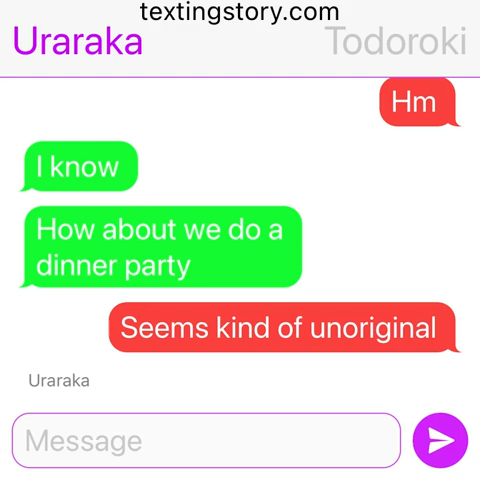 textingstory.com
Uraraka Todoroki
Hm
I know
How about we do a
dinner party
Seems kind of unoriginal
Uraraka
Message